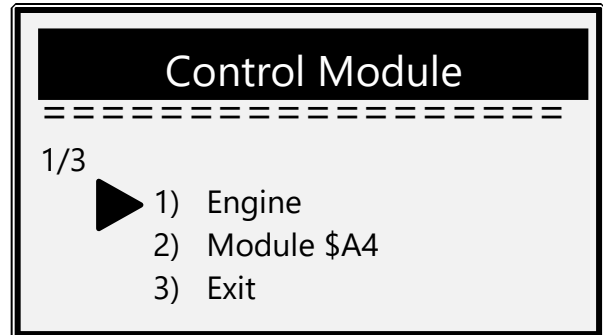 Control Module
==================
1/3
1) Engine
2) Module $A4
3) Exit